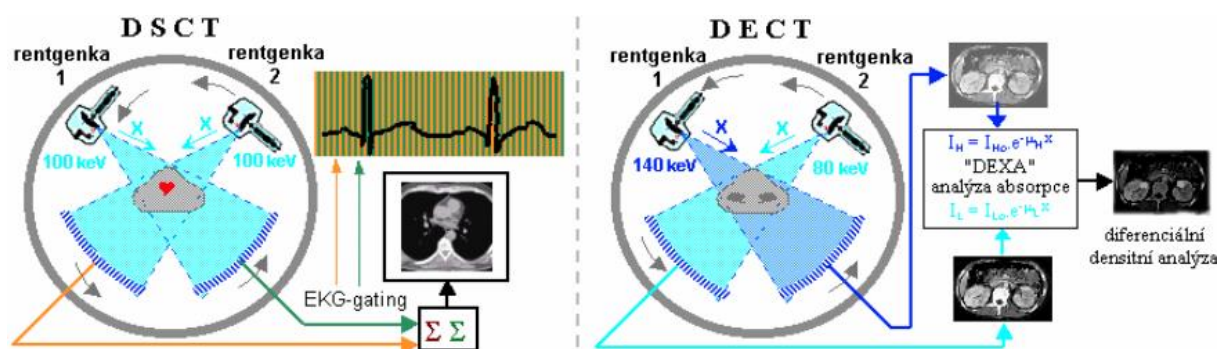 DSCT
rentgenka
1
rentgenka
2
X
X
100 keV
100 keV
EKG-gating
Σ Σ
DECT
rentgenka
1
rentgenka
2
X
X
140 keV
80 keV
I_H = I_Ho.e^-μ_H X
"DEXA"
analýza absorpce
I_L = I_Lo.e^-μ_L X
diferenciální
densitní analýza